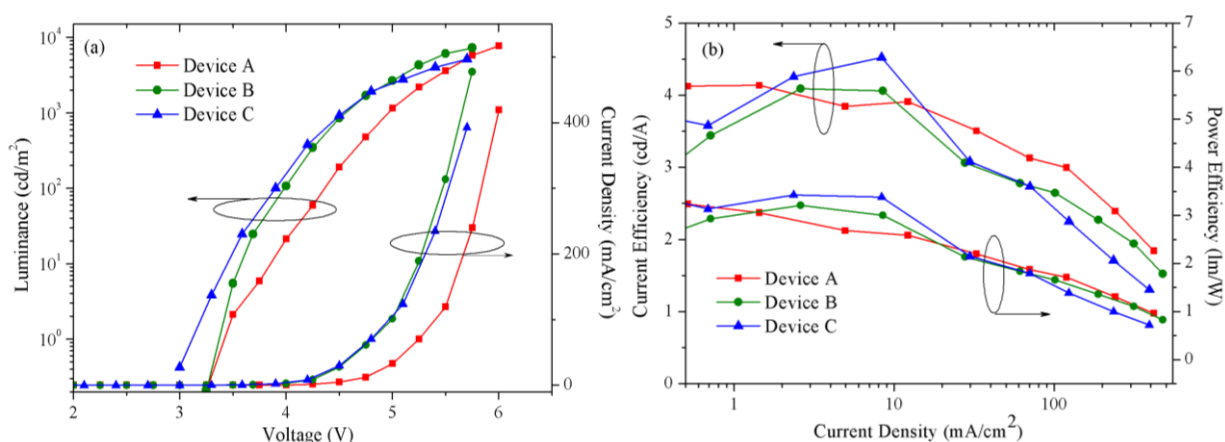 (a)
Device A
Device B
Device C
Luminance (cd/m²)
10⁴
10³
10²
10¹
10⁰
400
200
0
Current Density (mA/cm²)
2
3
4
5
6
Voltage (V)
(b)
Device A
Device B
Device C
Current Efficiency (cd/A)
5
4
3
2
1
0
7
6
5
4
3
2
1
0
Power Efficiency (lm/W)
1
10
100
Current Density (mA/cm²)